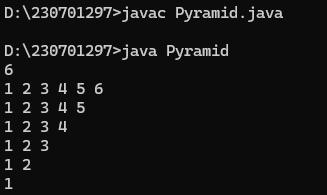 D:\230701297>javac Pyramid.java
D:\230701297>java Pyramid
6
1 2 3 4 5 6
1 2 3 4 5
1 2 3 4
1 2 3
1 2
1